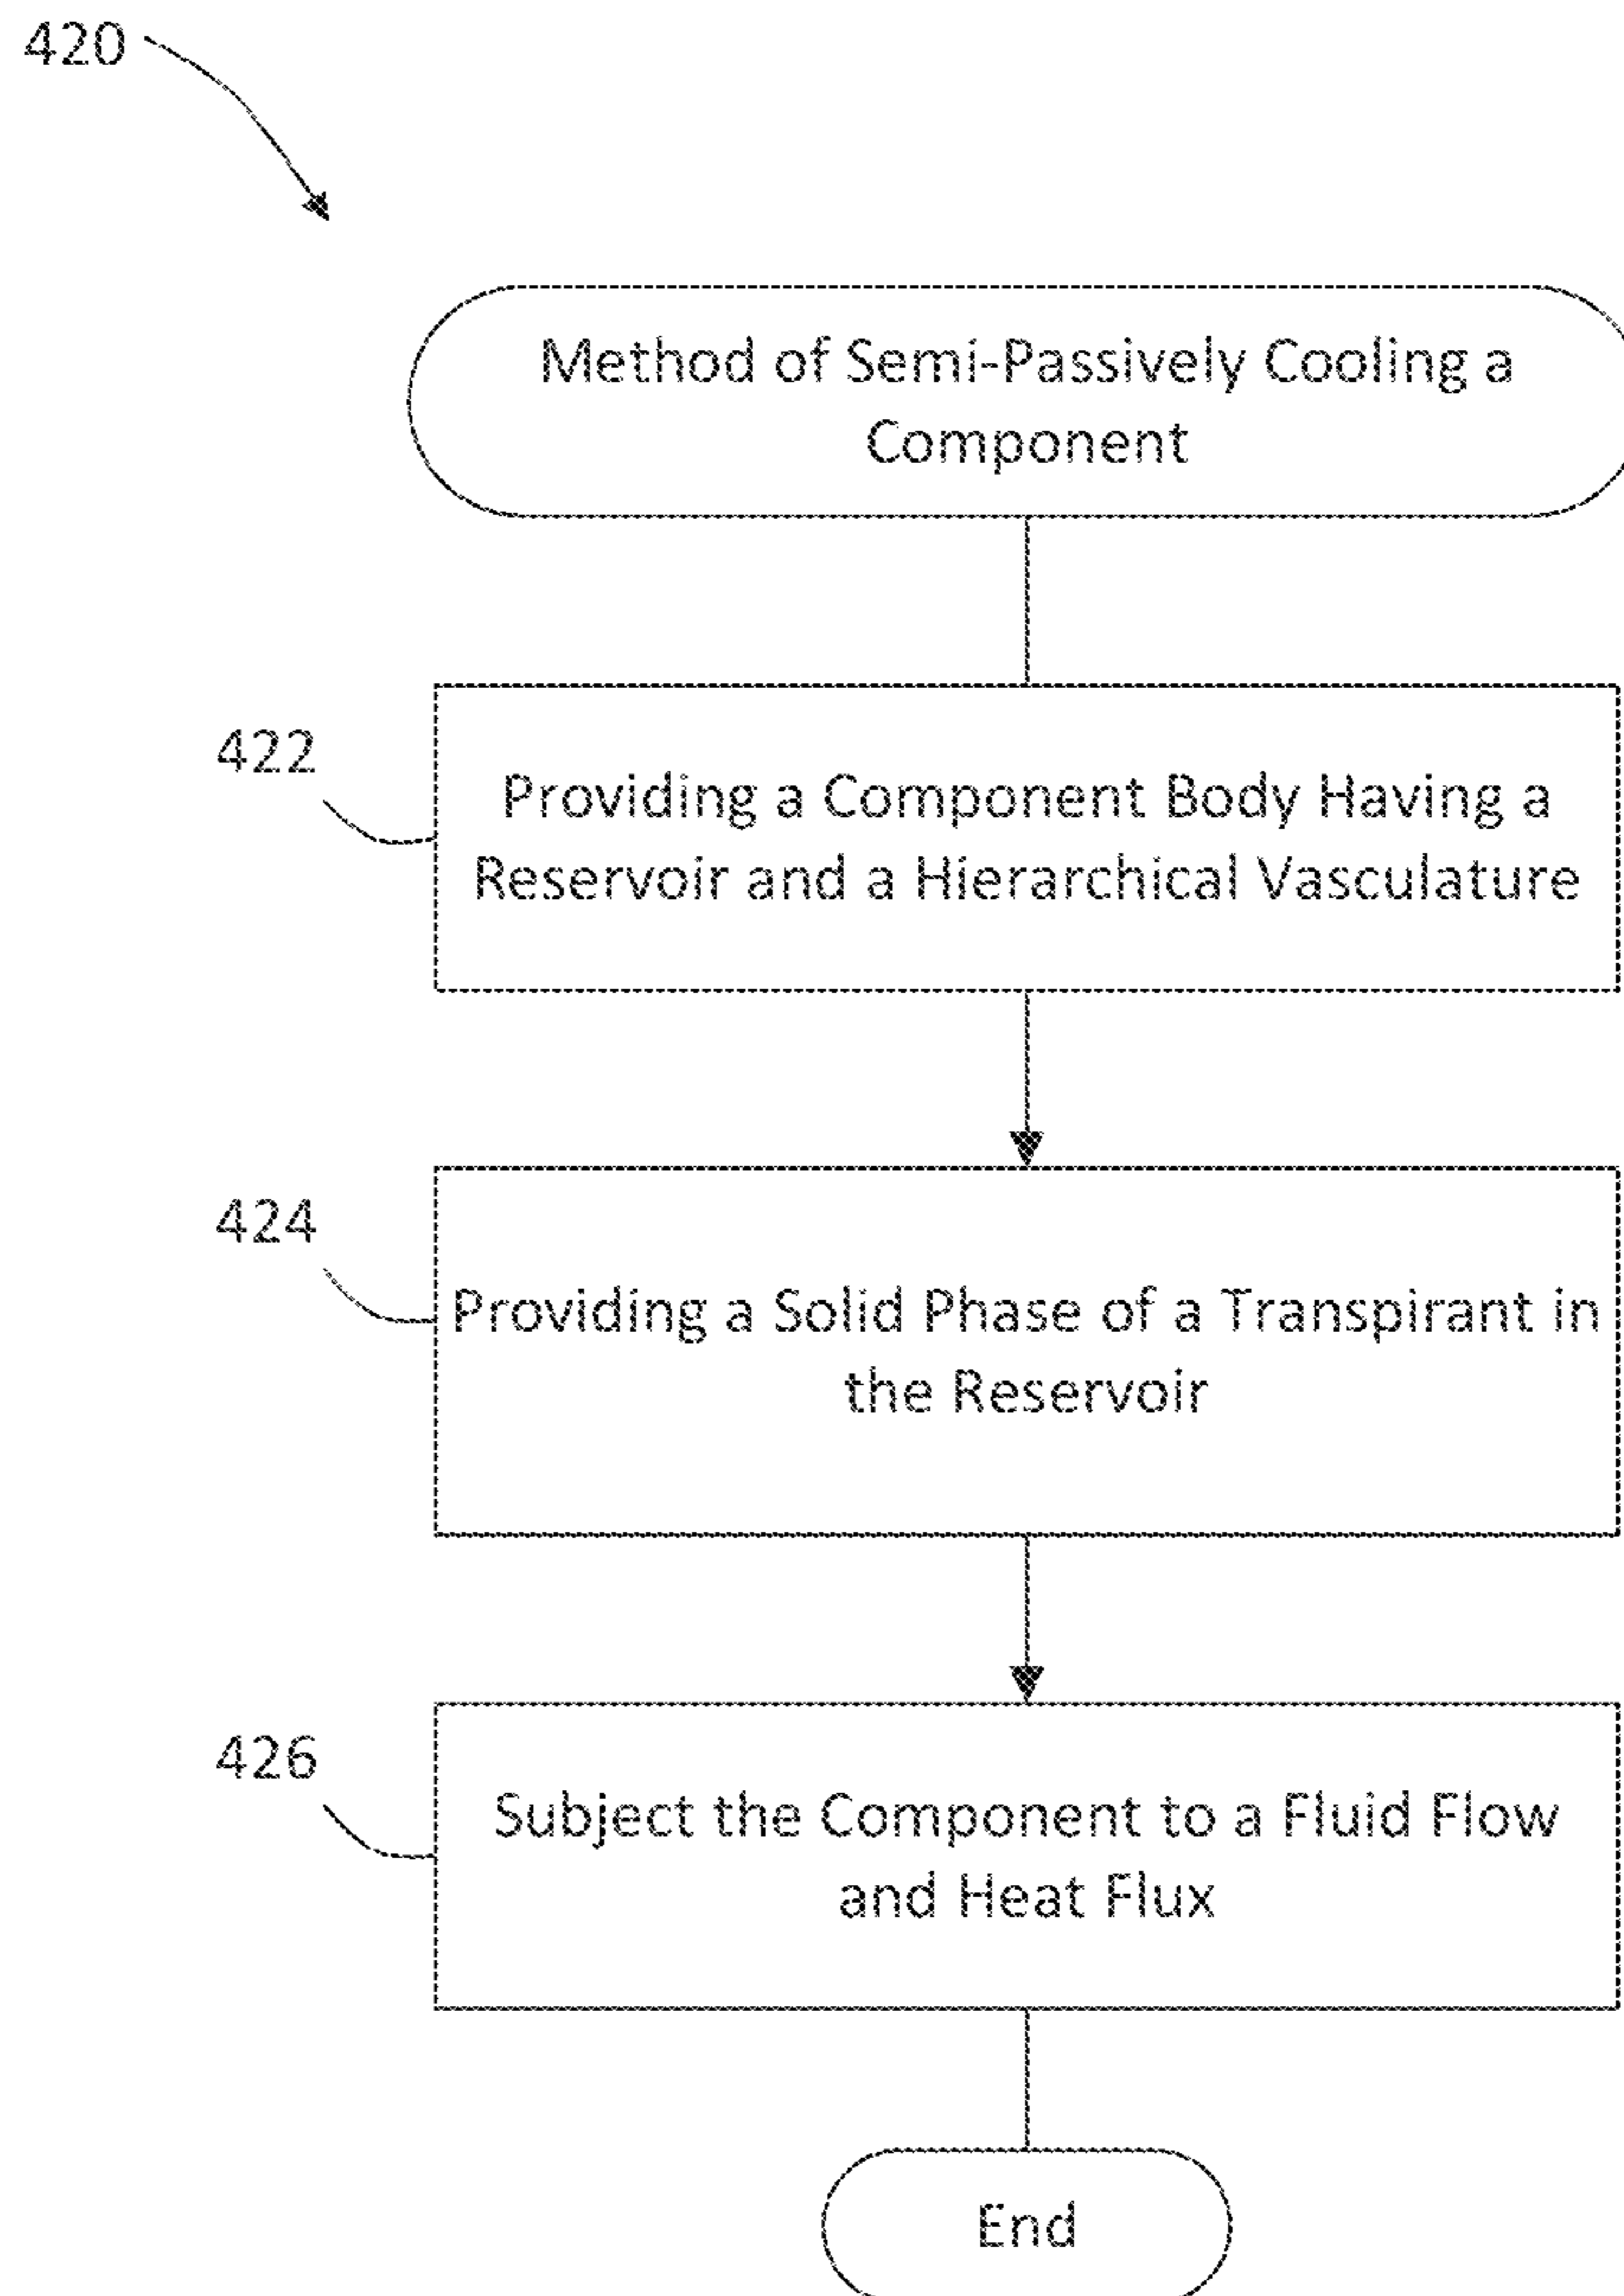 420
Method of Semi-Passively Cooling a
Component
422
Providing a Component Body Having a
Reservoir and a Hierarchical Vasculature
424
Providing a Solid Phase of a Transpirant in
the Reservoir
426
Subject the Component to a Fluid Flow
and Heat Flux
End